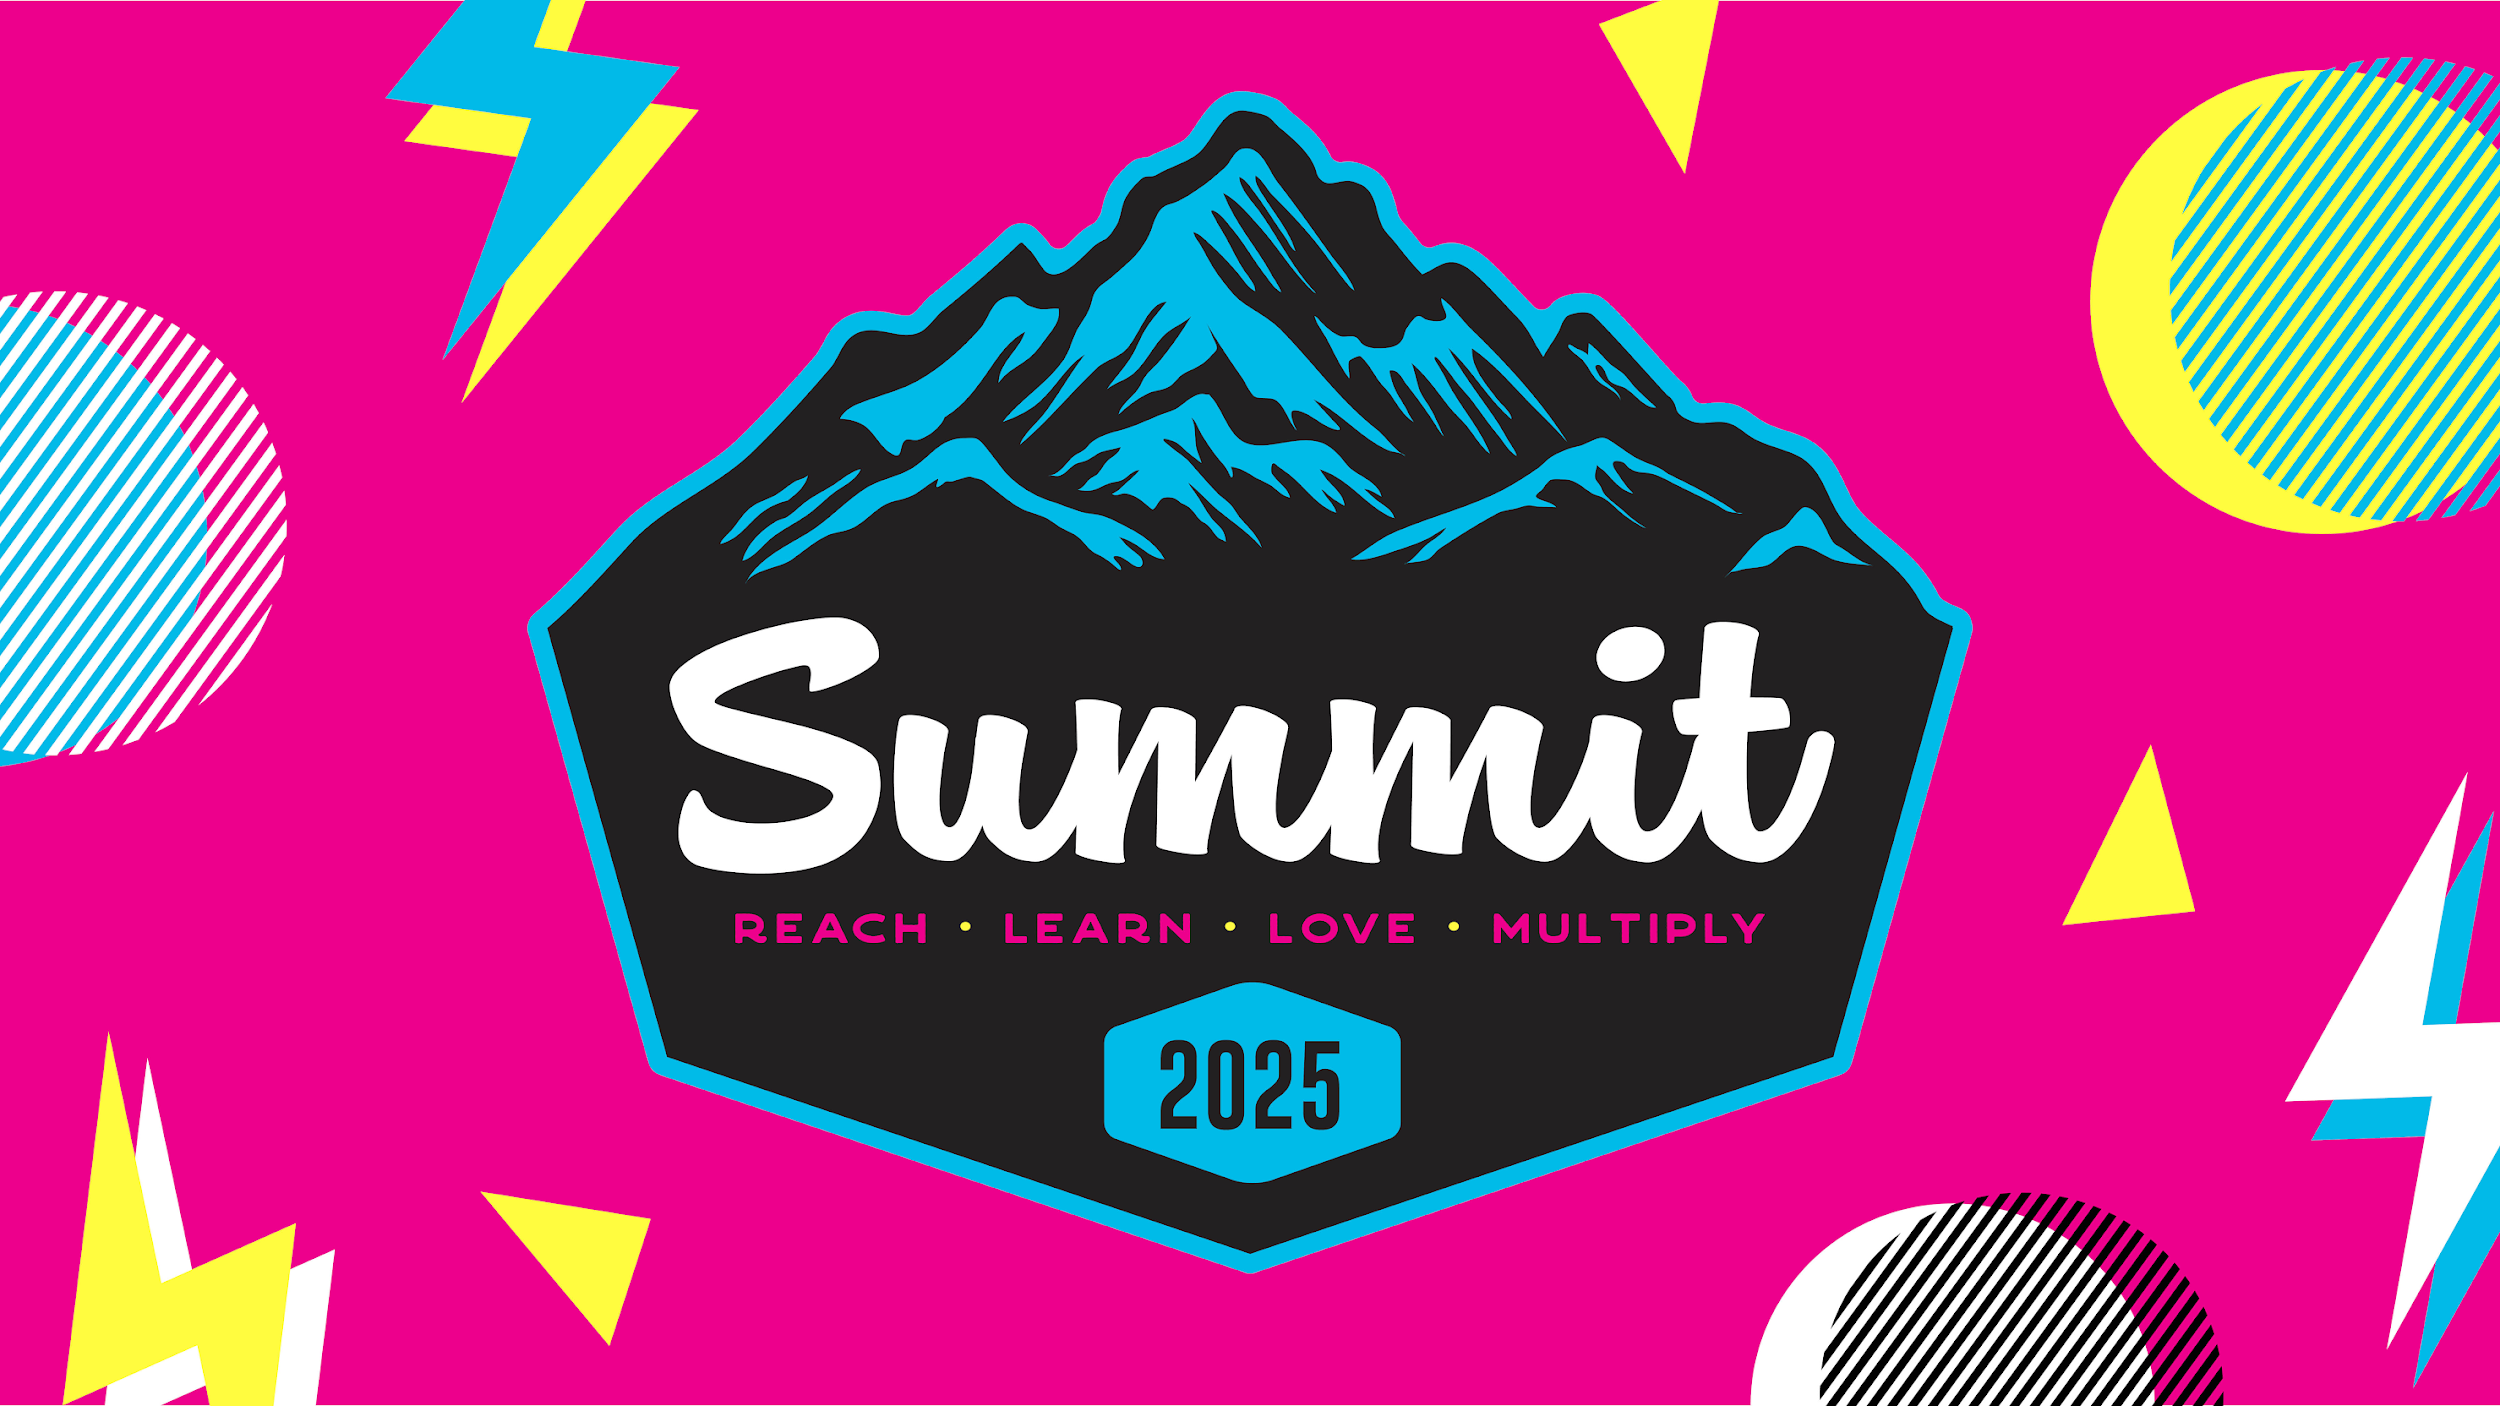 Summit
REACH • LEARN • LOVE • MULTIPLY
2025